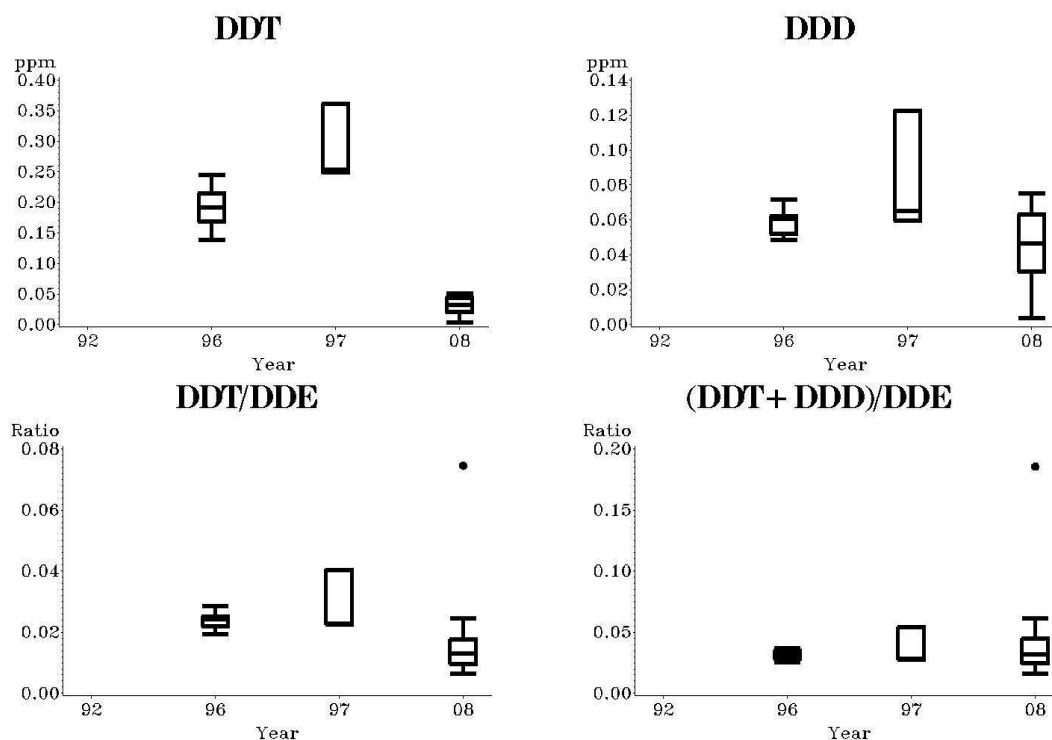 DDT
ppm
0.40
0.35
0.30
0.25
0.20
0.15
0.10
0.05
0.00
92 96 97 08
Year
DDD
ppm
0.14
0.12
0.10
0.08
0.06
0.04
0.02
0.00
92 96 97 08
Year
DDT/DDE
Ratio
0.08
0.06
0.04
0.02
0.00
92 96 97 08
Year
(DDT+ DDD)/DDE
Ratio
0.20
0.15
0.10
0.05
0.00
92 96 97 08
Year